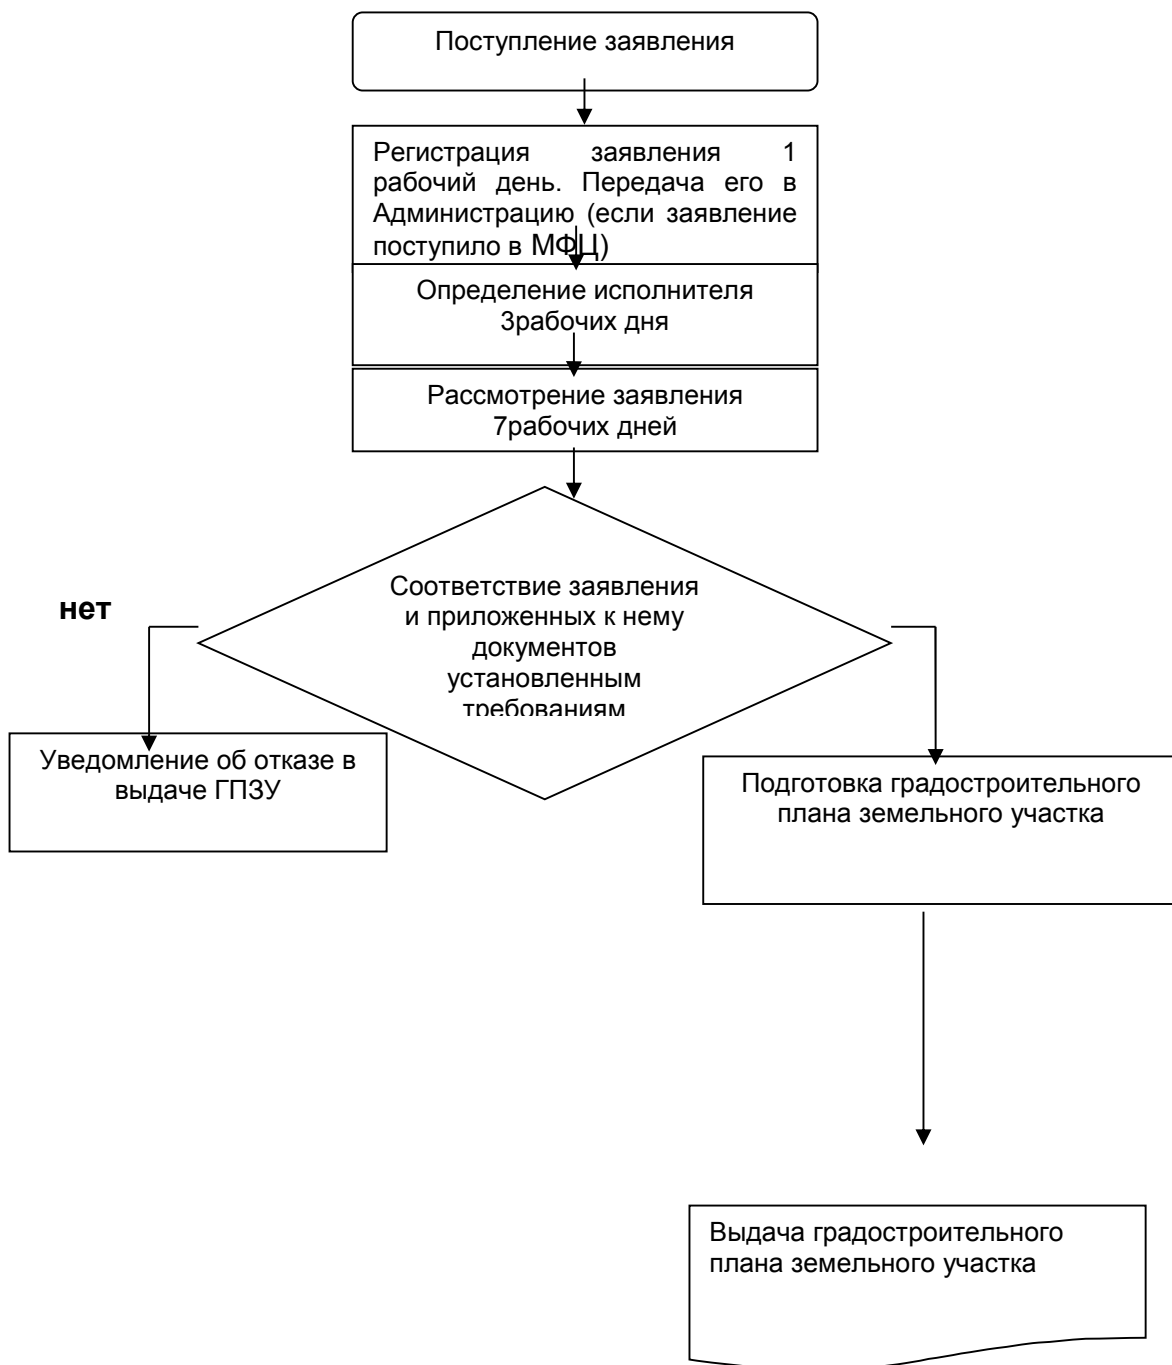 Поступление заявления
Регистрация заявления 1
рабочий день. Передача его в
Администрацию (если заявление
поступило в МФЦ)
Определение исполнителя
3рабочих дня
Рассмотрение заявления
7рабочих дней
Соответствие заявления
и приложенных к нему
документов
установленным
требованиям
нет
Уведомление об отказе в
выдаче ГПЗУ
Подготовка градостроительного
плана земельного участка
Выдача градостроительного
плана земельного участка